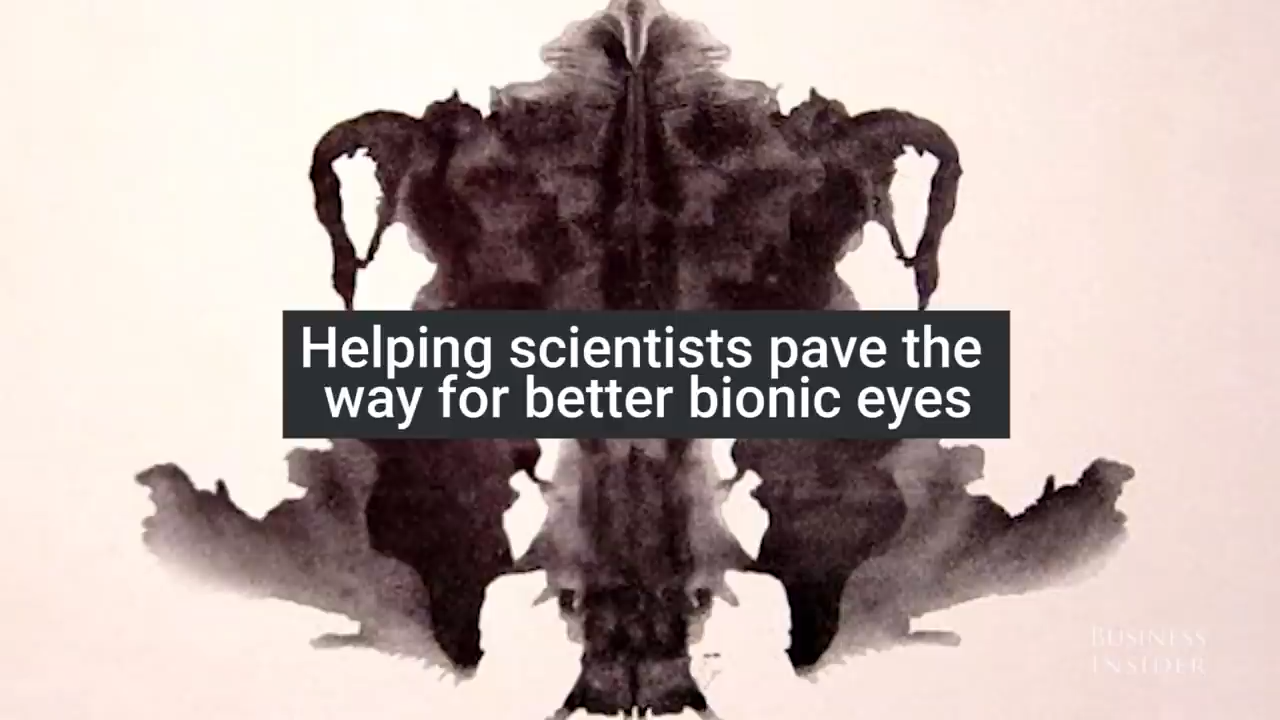 Helping scientists pave the
way for better bionic eyes
BUSINESS
INSIDER